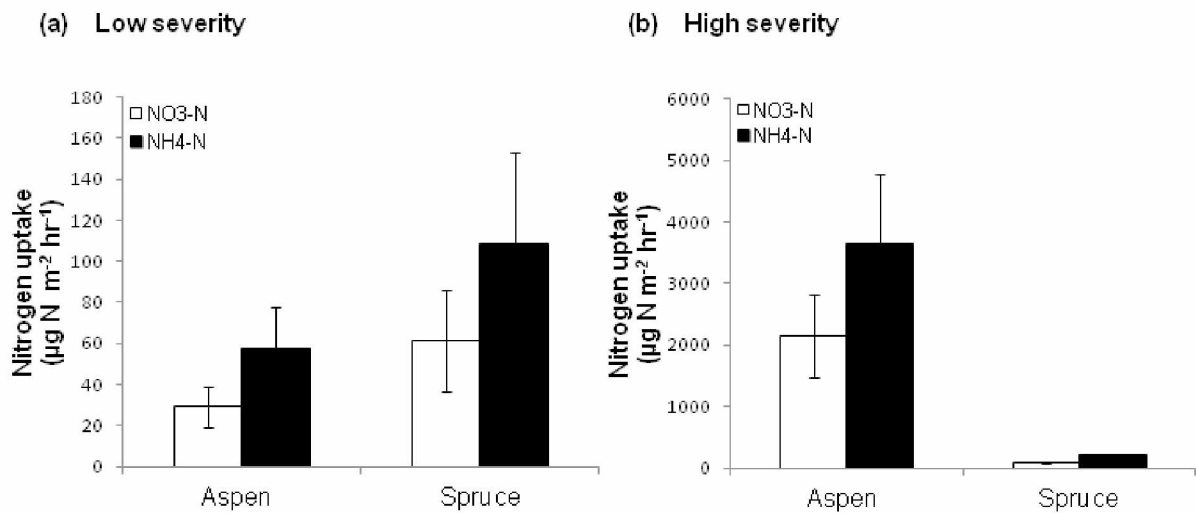 (a) Low severity
180
160
140
120
100
80
60
40
20
0
NO3-N
NH4-N
Nitrogen uptake
(µg N m⁻² hr⁻¹)
Aspen Spruce
(b) High severity
6000
5000
4000
3000
2000
1000
0
NO3-N
NH4-N
Nitrogen uptake
(µg N m⁻² hr⁻¹)
Aspen Spruce